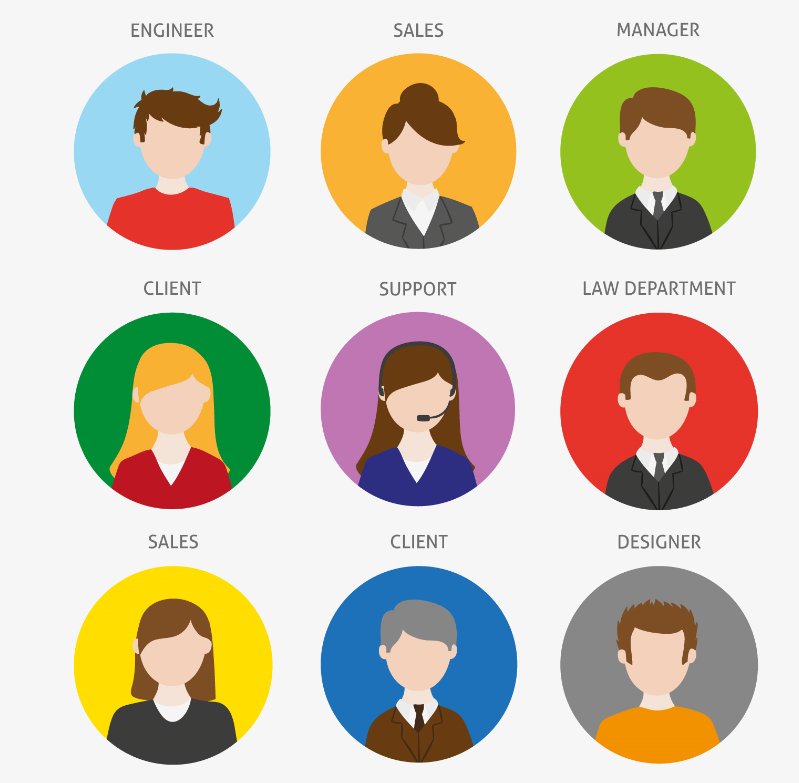 ENGINEER
SALES
MANAGER
CLIENT
SUPPORT
LAW DEPARTMENT
SALES
CLIENT
DESIGNER